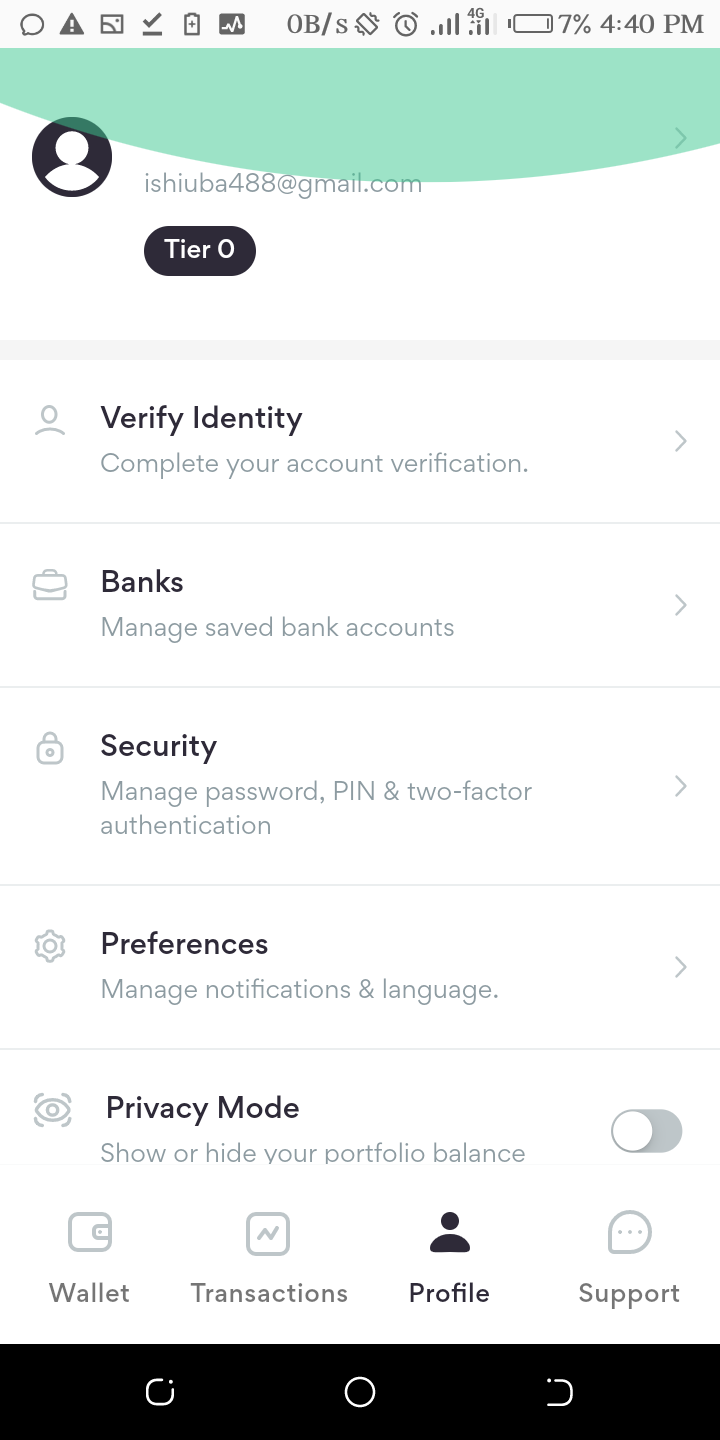 0B/s 4G 7% 4:40 PM
ishiuba488@gmail.com
Tier 0
Verify Identity
Complete your account verification.
Banks
Manage saved bank accounts
Security
Manage password, PIN & two-factor
authentication
Preferences
Manage notifications & language.
Privacy Mode
Show or hide your portfolio balance
Wallet Transactions Profile Support